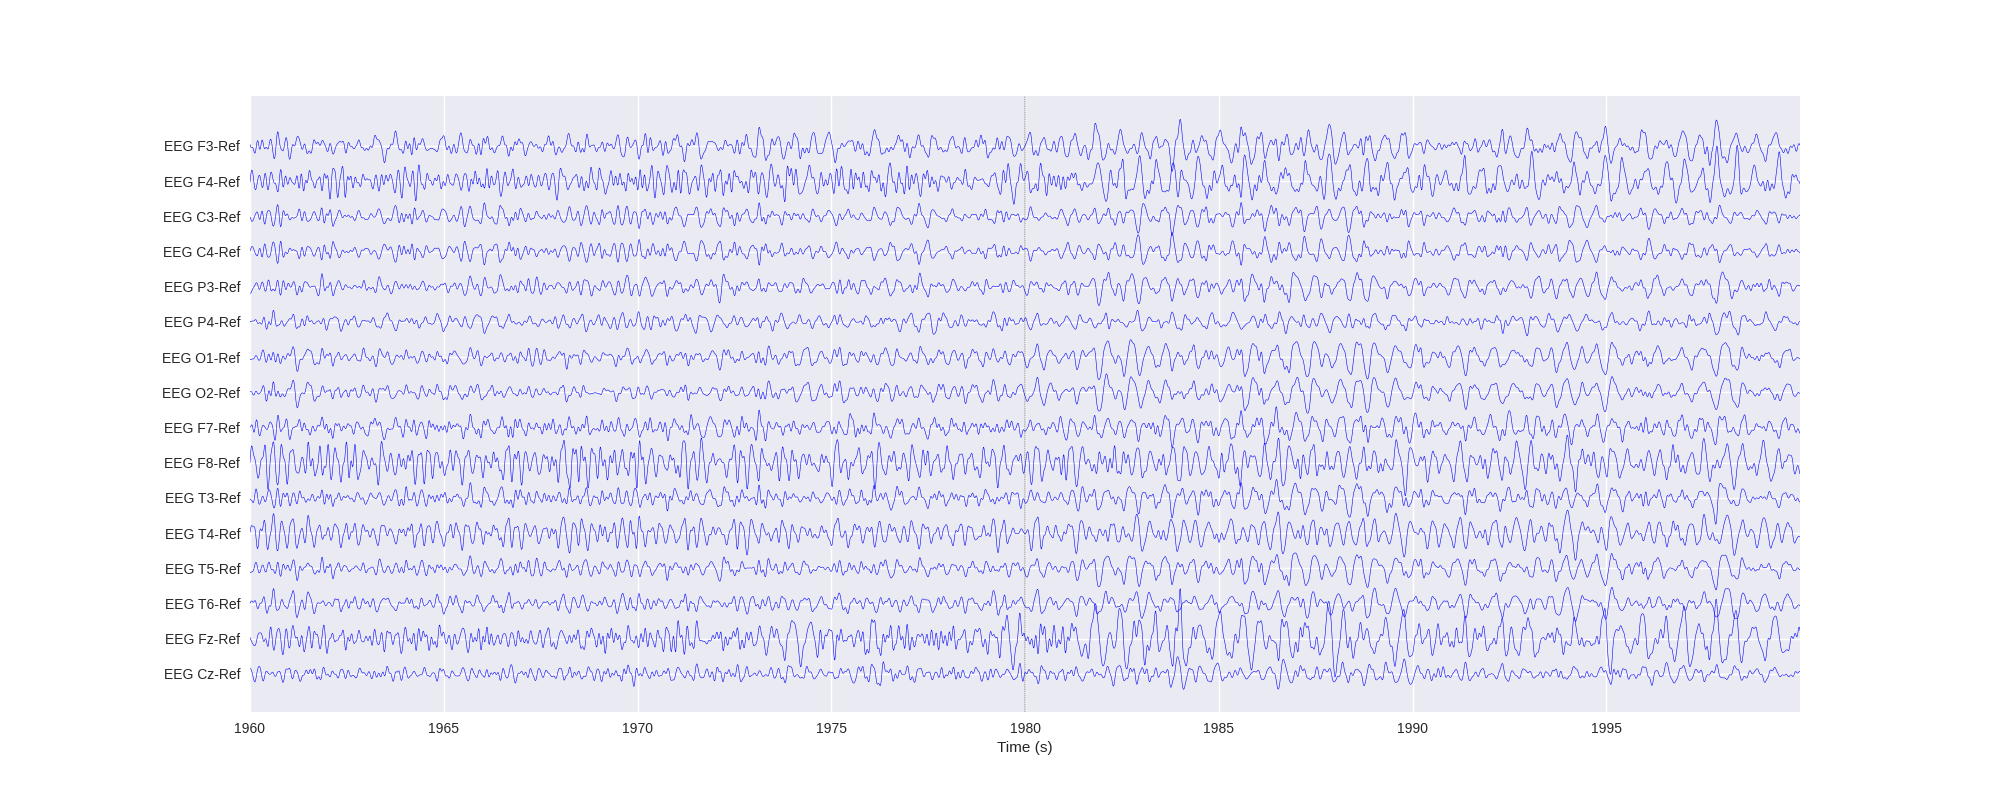 EEG F3-Ref
EEG F4-Ref
EEG C3-Ref
EEG C4-Ref
EEG P3-Ref
EEG P4-Ref
EEG O1-Ref
EEG O2-Ref
EEG F7-Ref
EEG F8-Ref
EEG T3-Ref
EEG T4-Ref
EEG T5-Ref
EEG T6-Ref
EEG Fz-Ref
EEG Cz-Ref
1960 1965 1970 1975 1980 1985 1990 1995
Time (s)